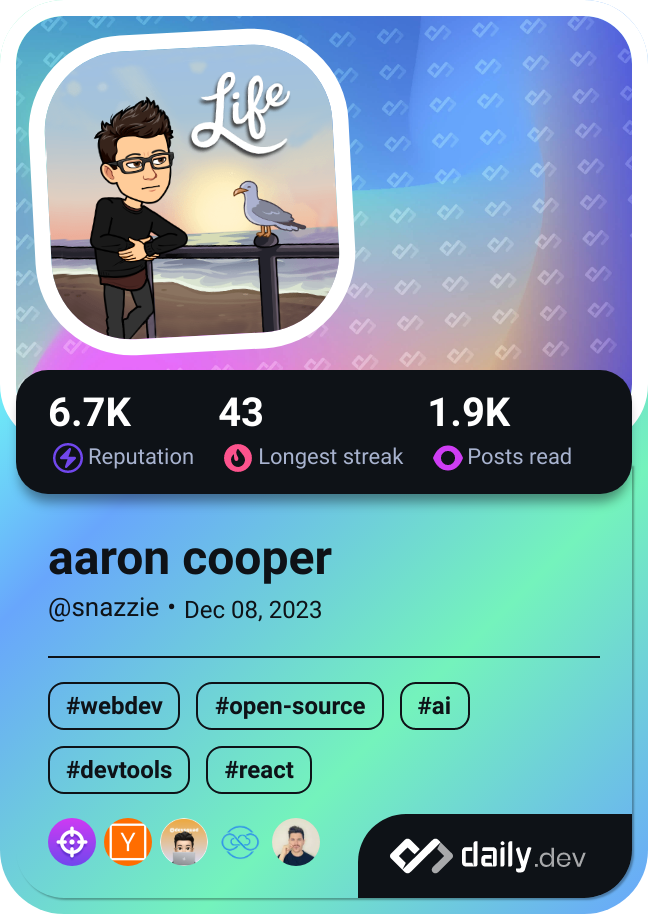 Life
6.7K 43 1.9K
Reputation Longest streak Posts read
aaron cooper
@snazzie • Dec 08, 2023
#webdev #open-source #ai
#devtools #react
Y
daily.dev